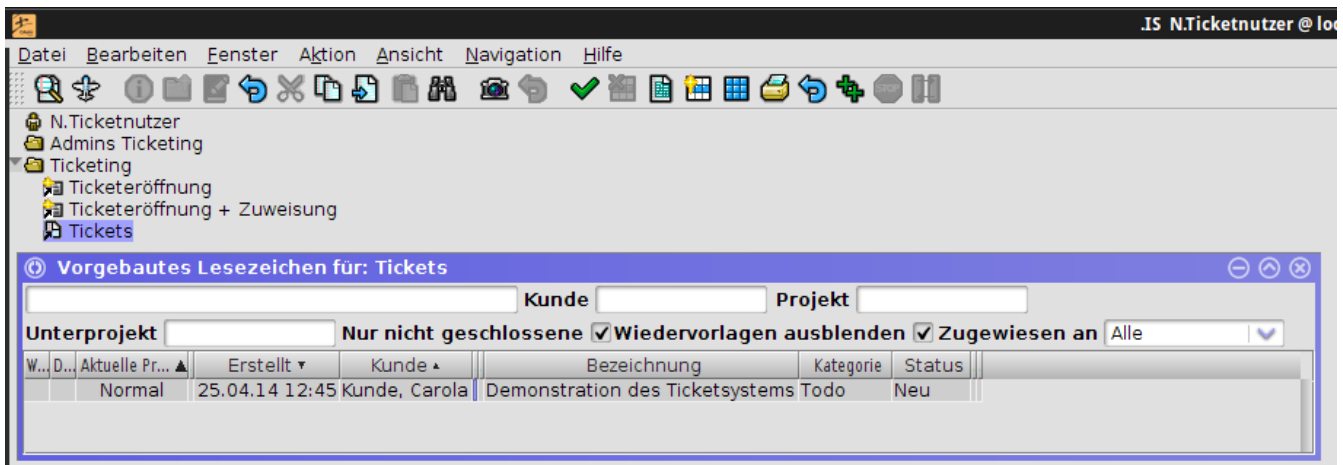 .IS N.Ticketnutzer @ loc
Datei Bearbeiten Fenster Aktion Ansicht Navigation Hilfe
STOP
N.Ticketnutzer
Admins Ticketing
Ticketing
Ticketeröffnung
Ticketeröffnung + Zuweisung
Tickets
Vorgebautes Lesezeichen für: Tickets
Kunde Projekt
Unterprojekt Nur nicht geschlossene Wiedervorlagen ausblenden Zugewiesen an Alle
W... D... Aktuelle Pr... Erstellt Kunde Bezeichnung Kategorie Status
Normal 25.04.14 12:45 Kunde, Carola Demonstration des Ticketsystems Todo Neu